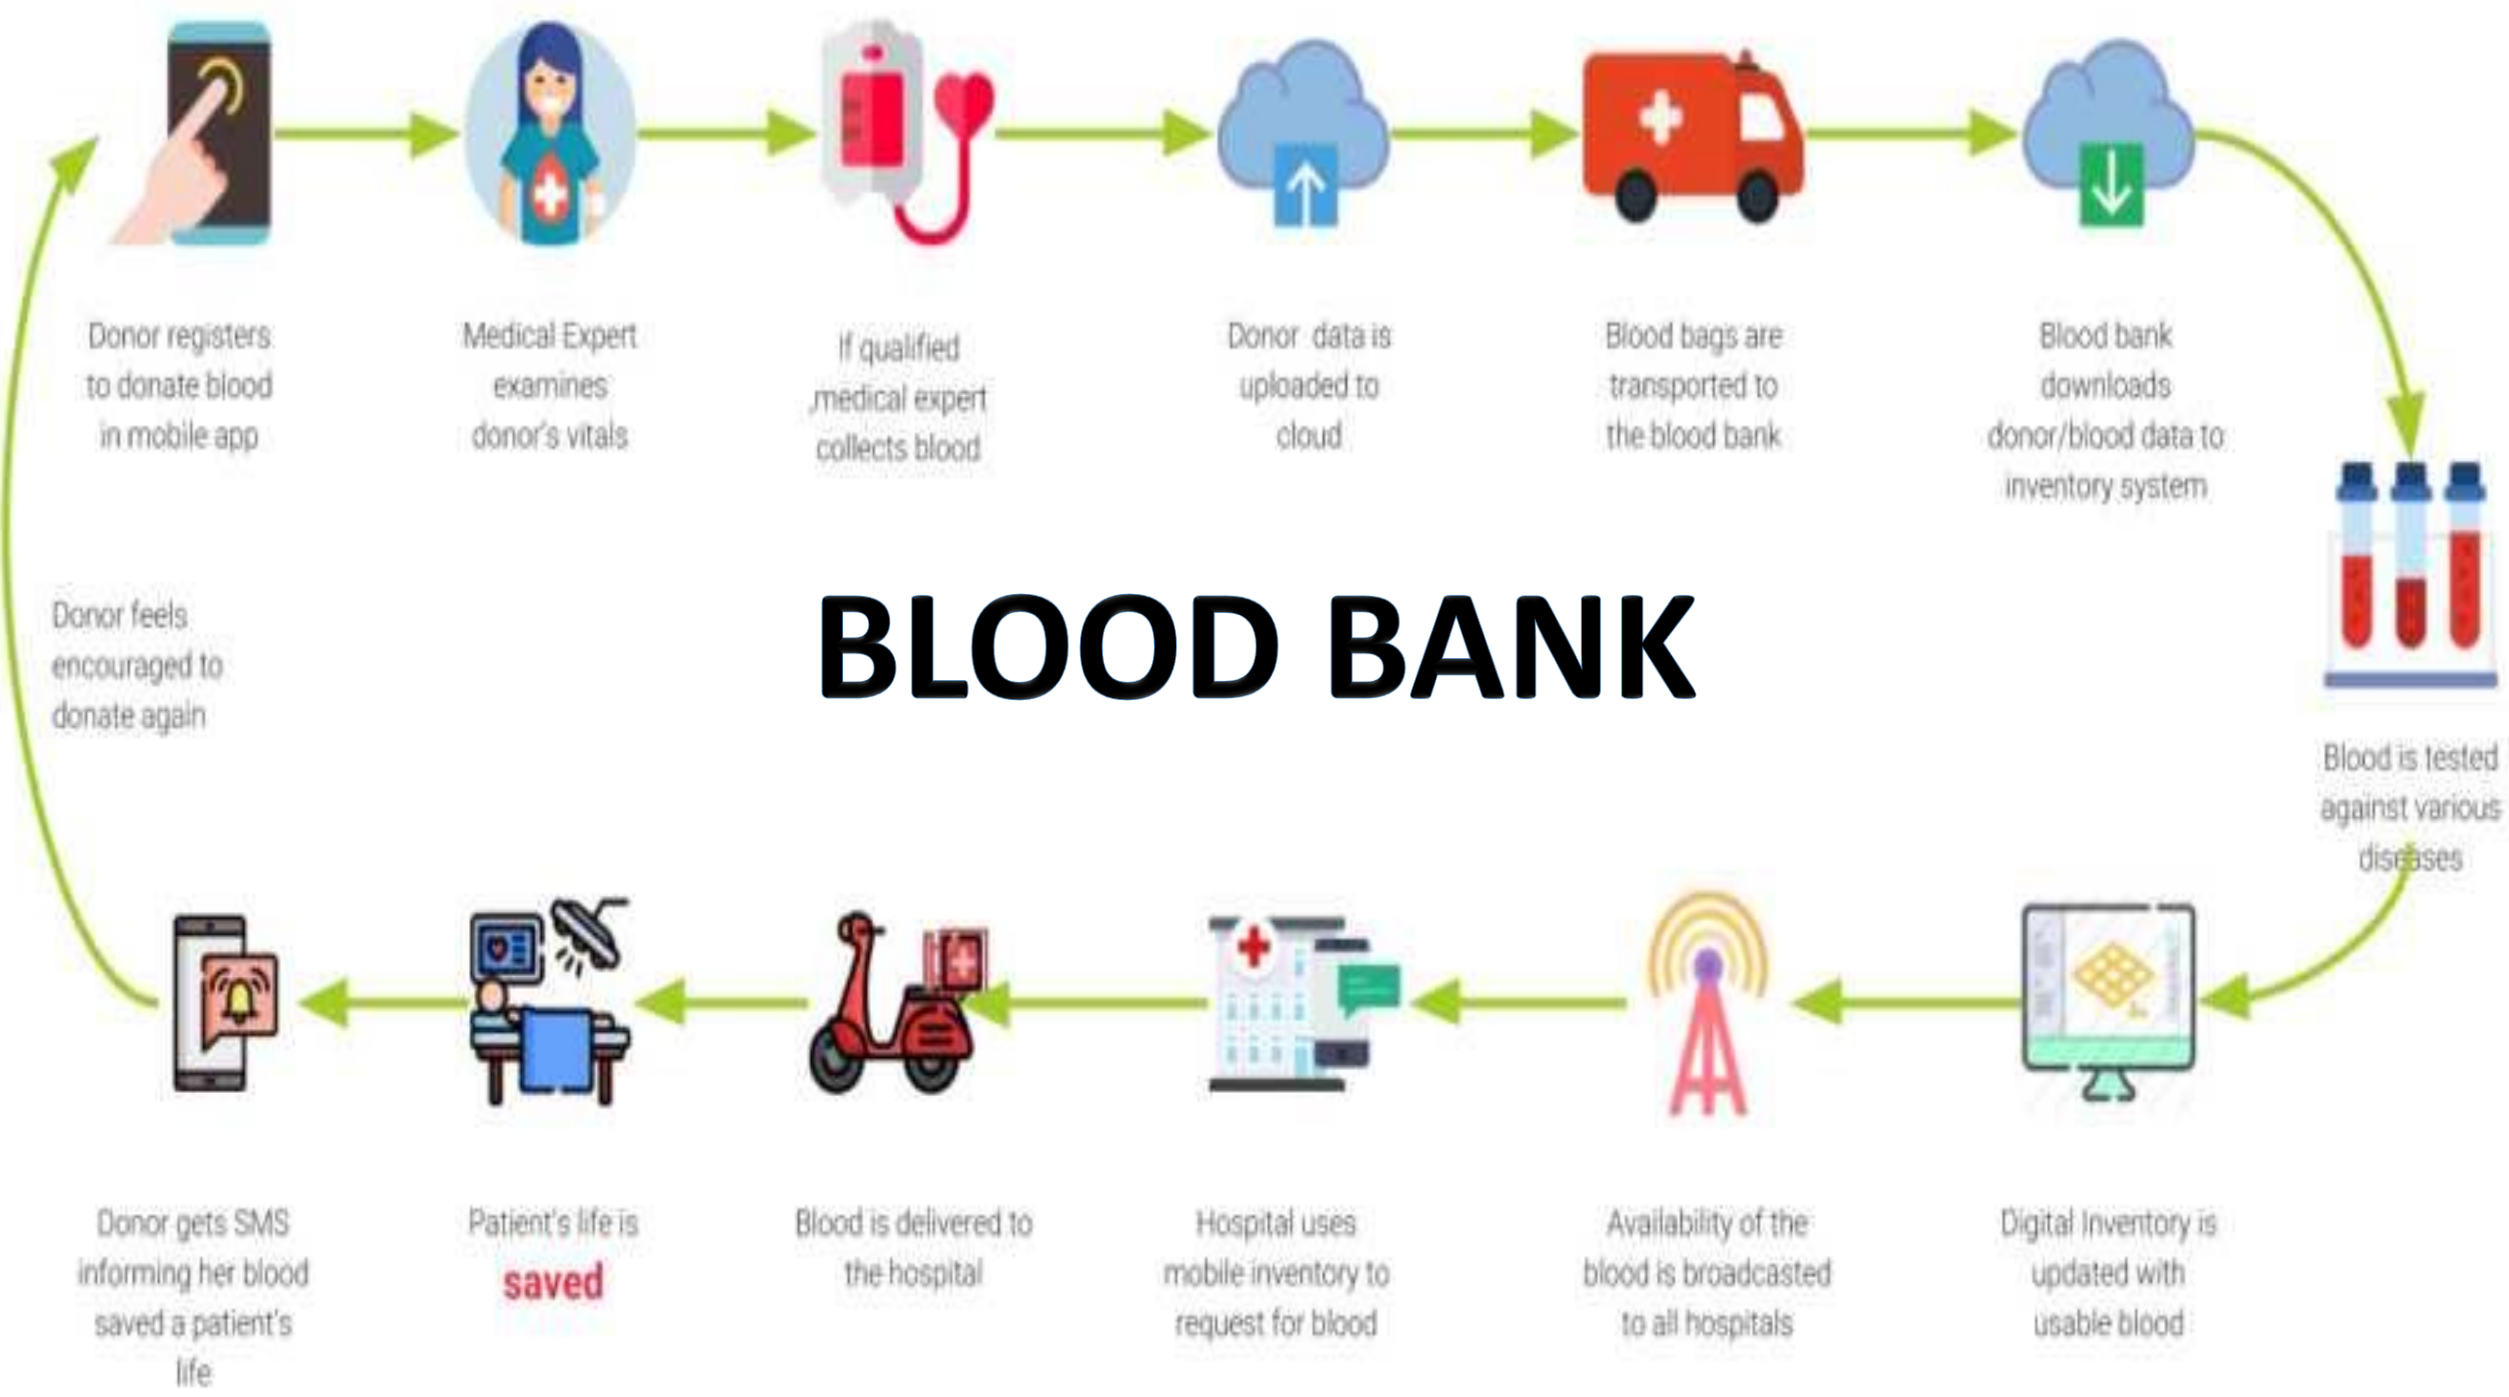 Donor registers
to donate blood
in mobile app
Medical Expert
examines
donor's vitals
If qualified
,medical expert
collects blood
Donor data is
uploaded to
cloud
Blood bags are
transported to
the blood bank
Blood bank
downloads
donor/blood data to
inventory system
Blood is tested
against various
diseases
BLOOD BANK
Donor feels
encouraged to
donate again
Digital Inventory is
updated with
usable blood
Availability of the
blood is broadcasted
to all hospitals
Hospital uses
mobile inventory to
request for blood
Blood is delivered to
the hospital
Patient's life is
saved
Donor gets SMS
informing her blood
saved a patient's
life